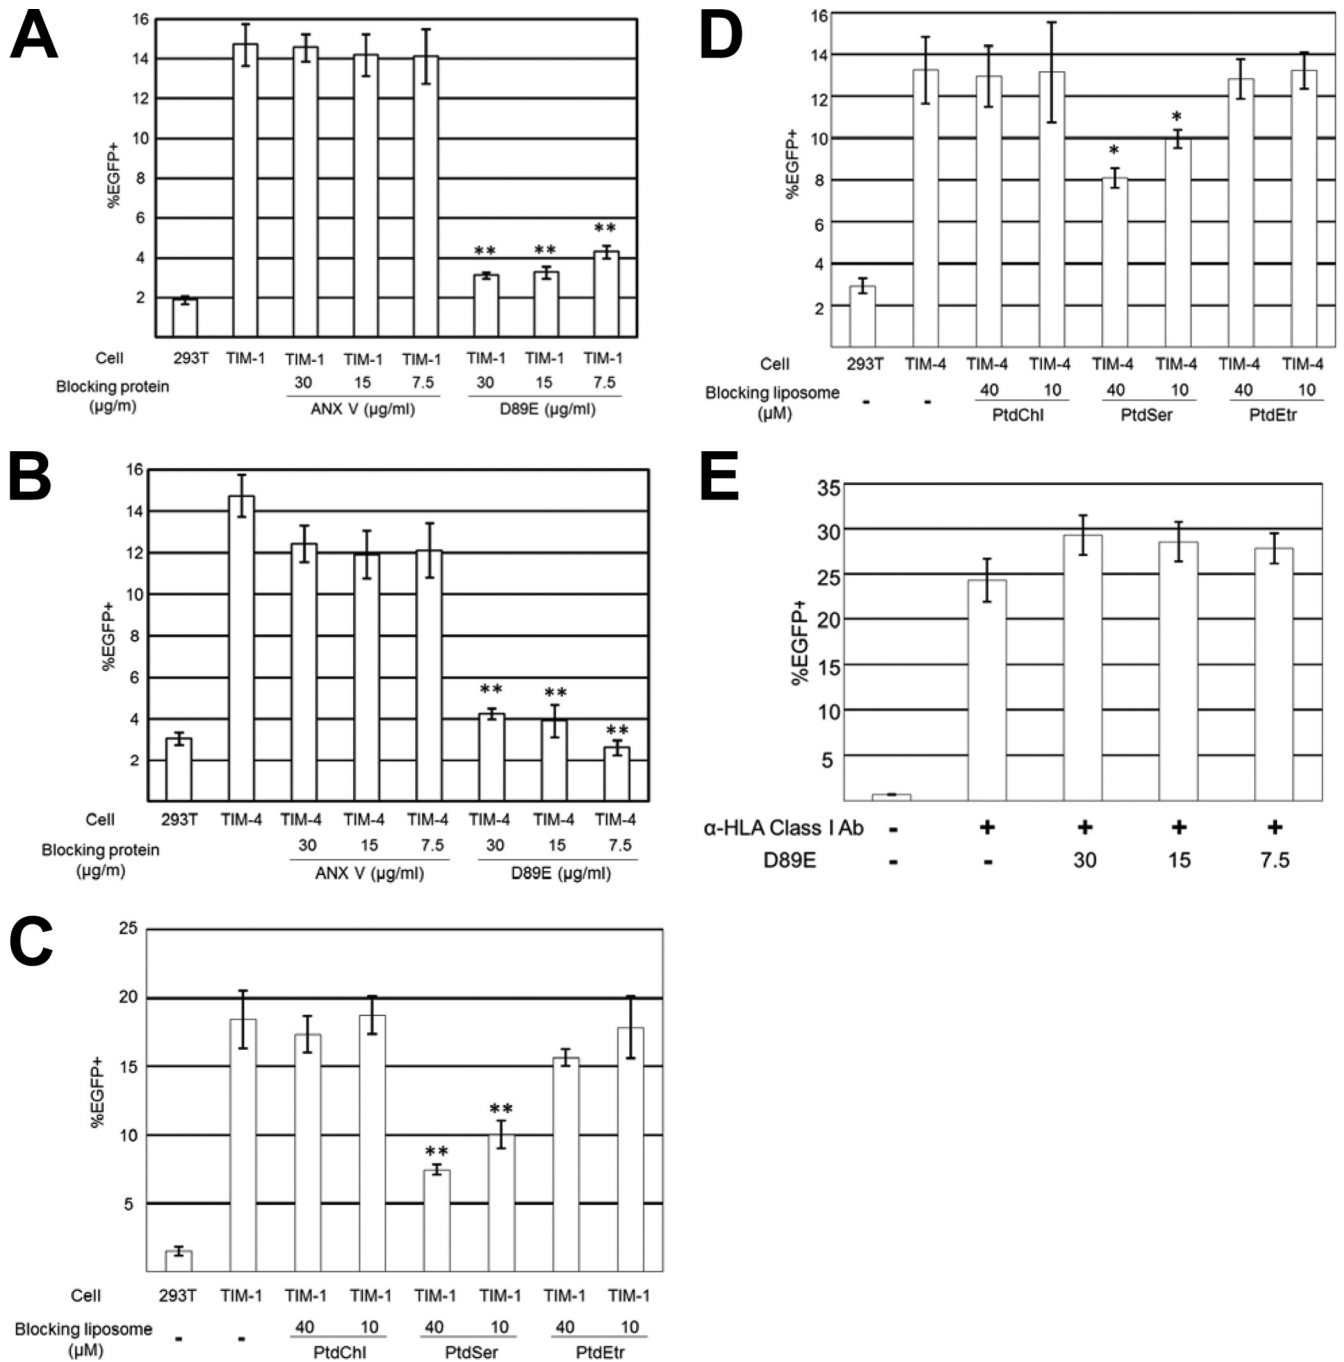 A
16
14
12
10
8
6
4
2
%EGFP+
** ** **
Cell 293T TIM-1 TIM-1 TIM-1 TIM-1 TIM-1 TIM-1 TIM-1
Blocking protein 30 15 7.5 30 15 7.5
(µg/m) ANX V (µg/ml) D89E (µg/ml)
B
16
14
12
10
8
6
4
2
%EGFP+
** ** **
Cell 293T TIM-4 TIM-4 TIM-4 TIM-4 TIM-4 TIM-4 TIM-4
Blocking protein 30 15 7.5 30 15 7.5
(µg/m) ANX V (µg/ml) D89E (µg/ml)
C
25
20
15
10
5
%EGFP+
** **
Cell 293T TIM-1 TIM-1 TIM-1 TIM-1 TIM-1 TIM-1 TIM-1
Blocking liposome - - 40 10 40 10 40 10
(µM) PtdChl PtdSer PtdEtr
D
16
14
12
10
8
6
4
2
%EGFP+
* *
Cell 293T TIM-4 TIM-4 TIM-4 TIM-4 TIM-4 TIM-4 TIM-4
Blocking liposome - - 40 10 40 10 40 10
(µM) PtdChl PtdSer PtdEtr
E
35
30
25
20
15
10
5
%EGFP+
α-HLA Class I Ab - + + + +
D89E - - 30 15 7.5